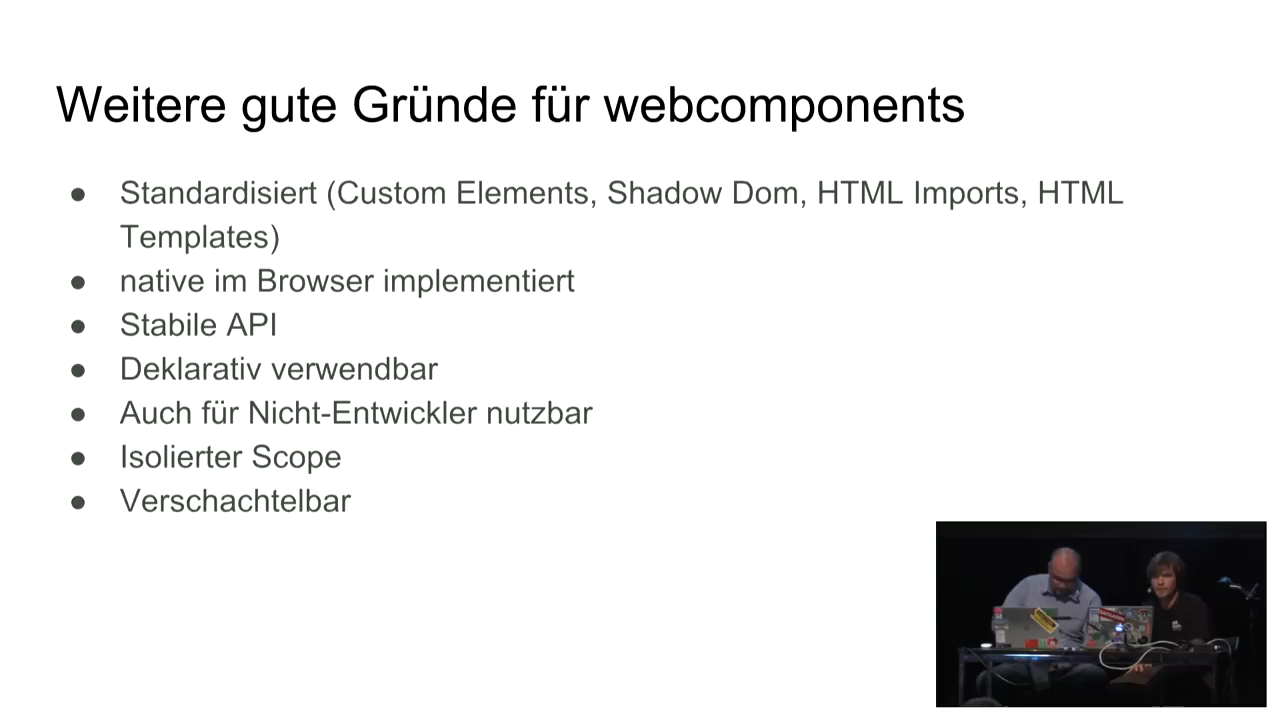 Weitere gute Gründe für webcomponents
● Standardisiert (Custom Elements, Shadow Dom, HTML Imports, HTML
Templates)
● native im Browser implementiert
● Stabile API
● Deklarativ verwendbar
● Auch für Nicht-Entwickler nutzbar
● Isolierter Scope
● Verschachtelbar